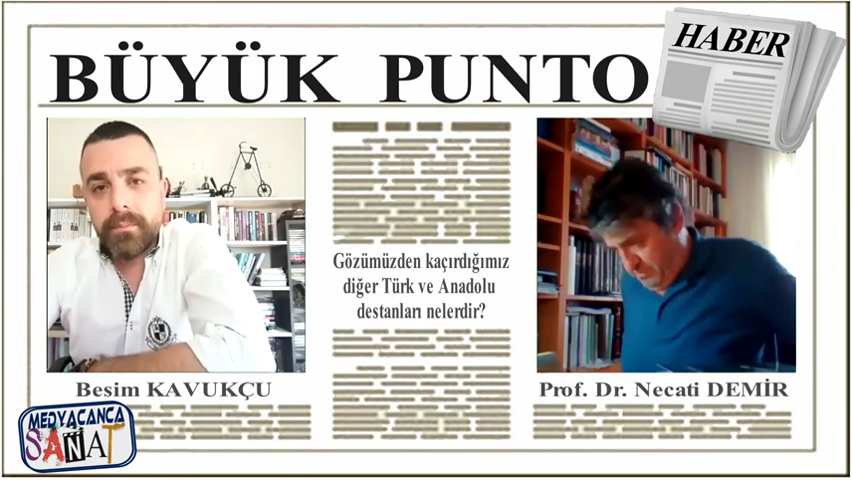 BÜYÜK PUNTO
HABER
Gözümüzden kaçırdığımız
diğer Türk ve Anadolu
destanları nelerdir?
Besim KAVUKÇU
Prof. Dr. Necati DEMİR
MEDYACANCA
SANAT